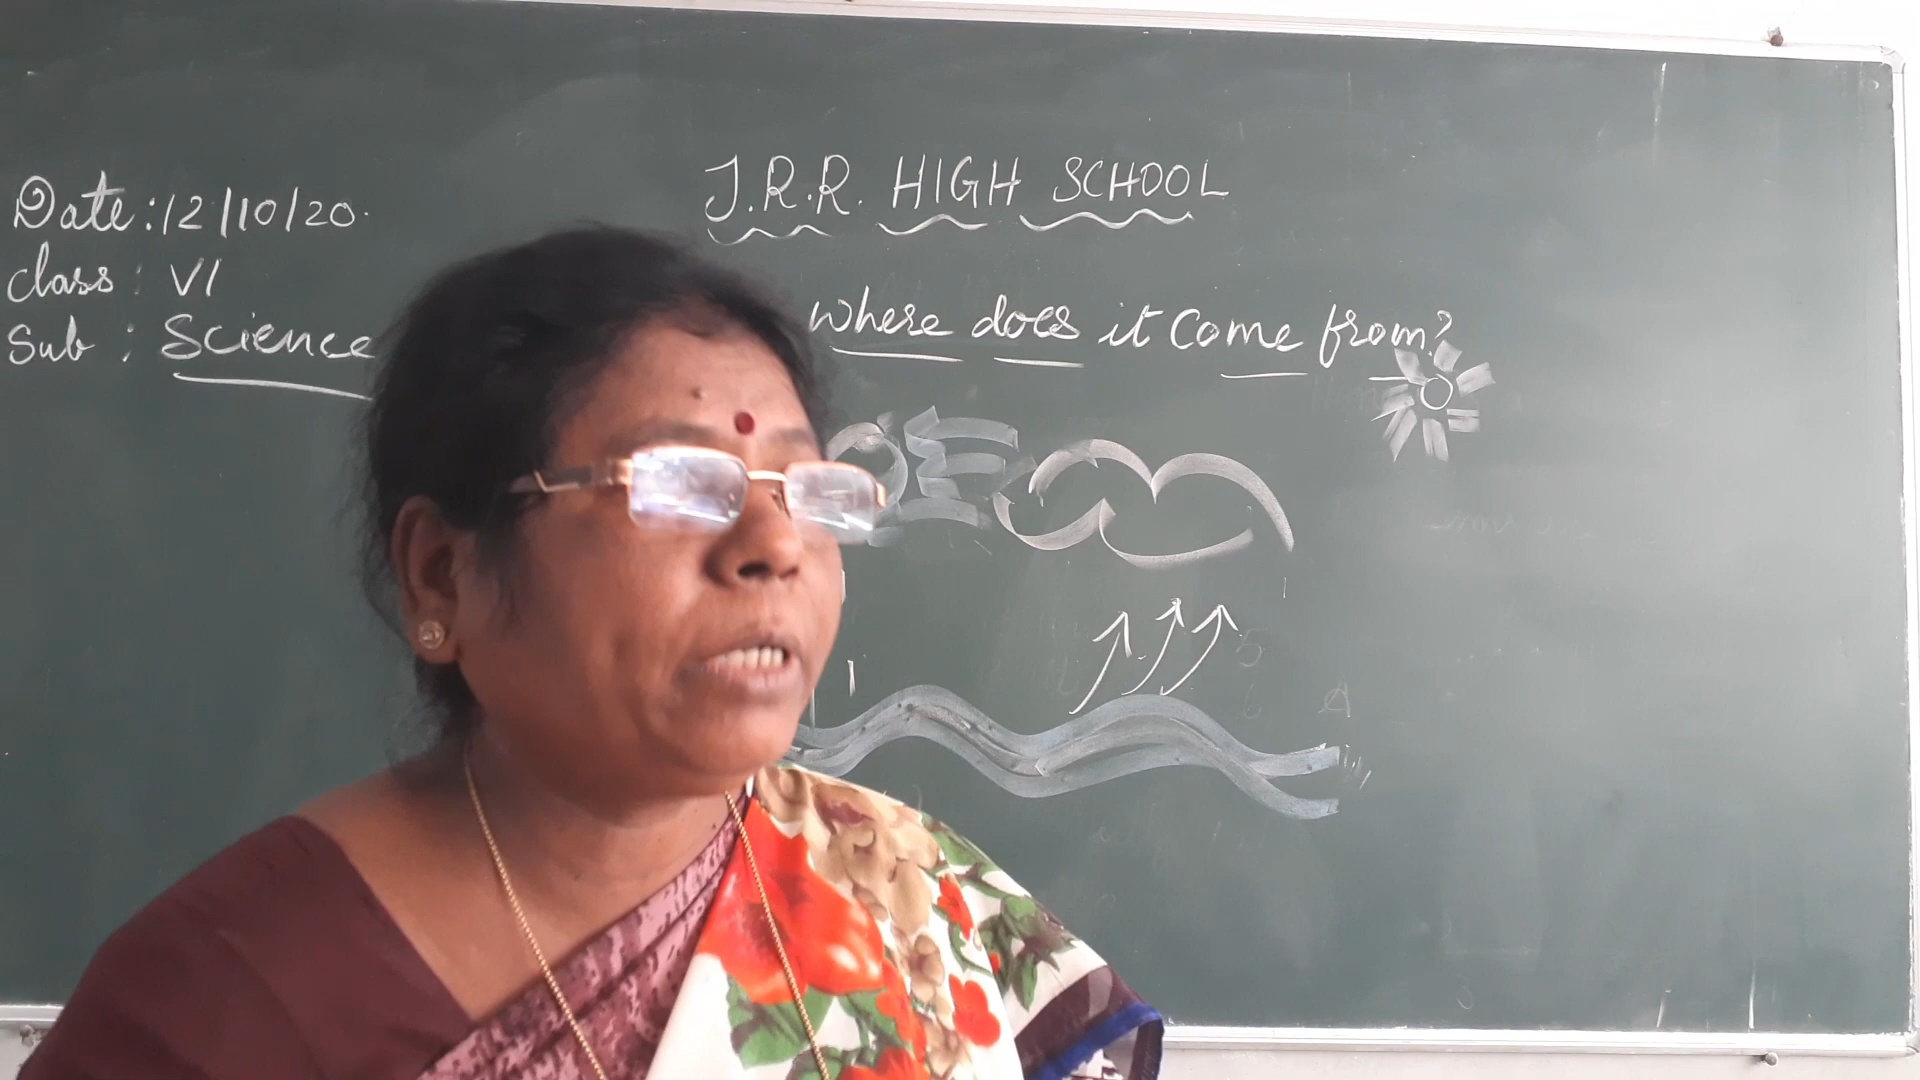 J.R.R. HIGH SCHOOL
Date: 12/10/20.
class: VI
Sub: Science
where does it come from?